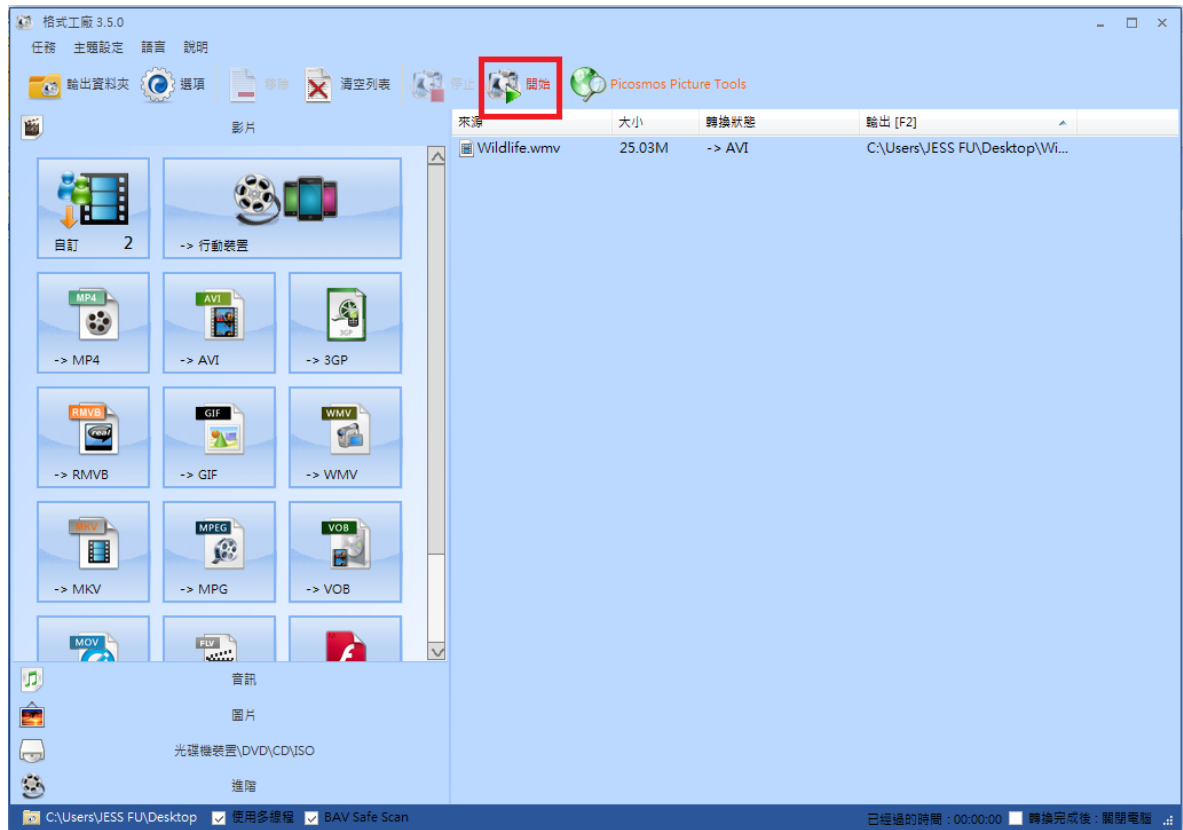 格式工廠 3.5.0
任務 主題設定 語言 說明
輸出資料夾 選項 移除 清空列表 停止 開始 Picosmos Picture Tools
影片
來源 大小 轉換狀態 輸出 [F2]
Wildlife.wmv 25.03M -> AVI C:\Users\JESS FU\Desktop\Wi...
自訂 2 -> 行動裝置
MP4 AVI 3GP
-> MP4 -> AVI -> 3GP
RMVB GIF WMV
real
-> RMVB -> GIF -> WMV
MKV MPEG VOB
-> MKV -> MPG -> VOB
MOV FLV
音訊
圖片
光碟機裝置\DVD\CD\ISO
進階
C:\Users\JESS FU\Desktop 使用多線程 BAV Safe Scan 已經過的時間 : 00:00:00 轉換完成後 : 關閉電腦